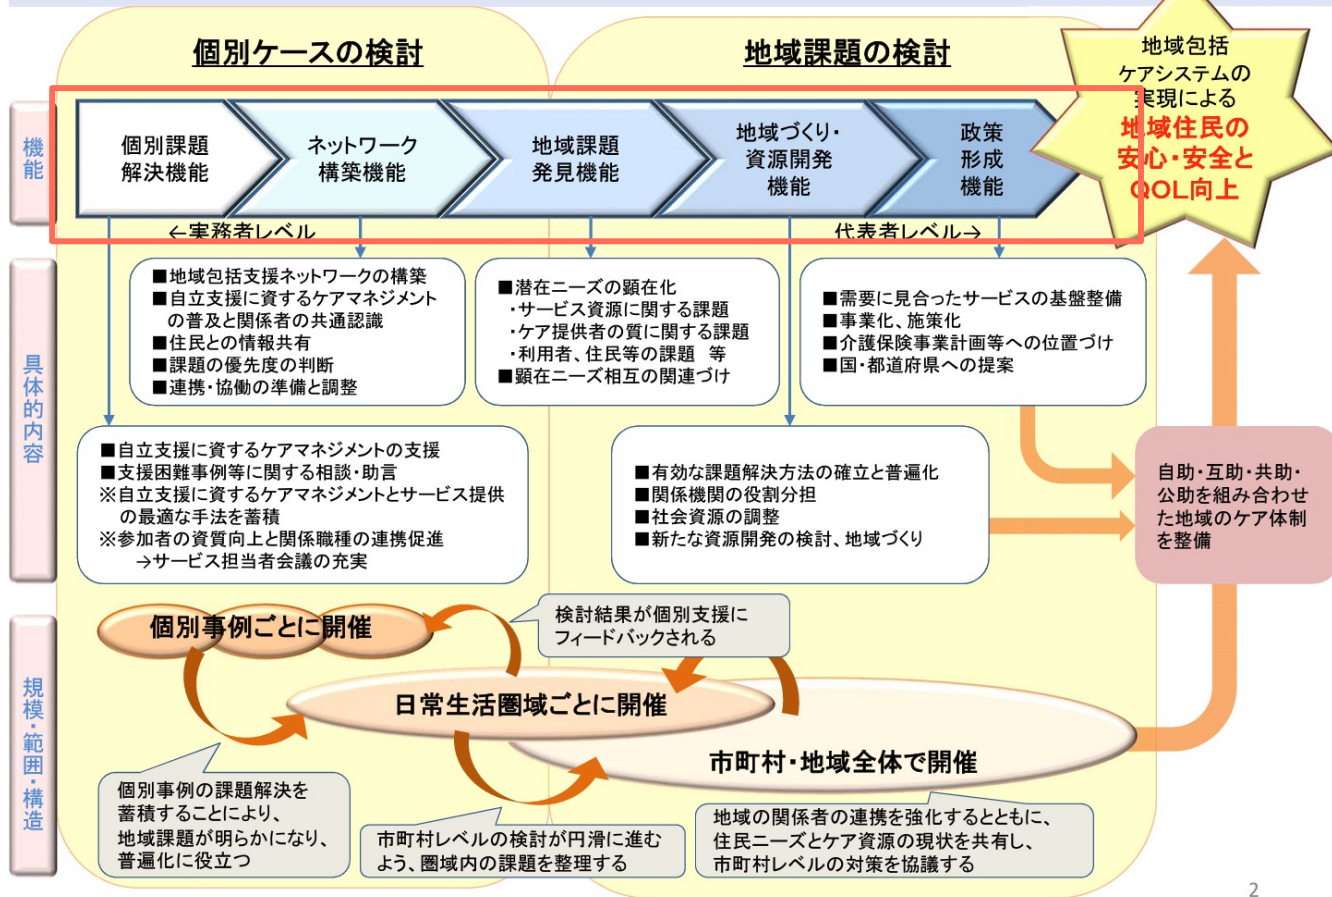 個別ケースの検討
地域課題の検討
地域包括
ケアシステムの
実現による
地域住民の
安心・安全と
QOL向上
機能
個別課題
解決機能
ネットワーク
構築機能
地域課題
発見機能
地域づくり・
資源開発
機能
政策
形成
機能
←実務者レベル
代表者レベル→
具体的内容
■地域包括支援ネットワークの構築
■自立支援に資するケアマネジメント
の普及と関係者の共通認識
■住民との情報共有
■課題の優先度の判断
■連携・協働の準備と調整
■潜在ニーズの顕在化
・サービス資源に関する課題
・ケア提供者の質に関する課題
・利用者、住民等の課題 等
■顕在ニーズ相互の関連づけ
■需要に見合ったサービスの基盤整備
■事業化、施策化
■介護保険事業計画等への位置づけ
■国・都道府県への提案
■自立支援に資するケアマネジメントの支援
■支援困難事例等に関する相談・助言
※自立支援に資するケアマネジメントとサービス提供
の最適な手法を蓄積
※参加者の資質向上と関係職種の連携促進
→サービス担当者会議の充実
■有効な課題解決方法の確立と普遍化
■関係機関の役割分担
■社会資源の調整
■新たな資源開発の検討、地域づくり
自助・互助・共助・
公助を組み合わせ
た地域のケア体制
を整備
規模・範囲・構造
個別事例ごとに開催
検討結果が個別支援に
フィードバックされる
日常生活圏域ごとに開催
市町村・地域全体で開催
個別事例の課題解決を
蓄積することにより、
地域課題が明らかになり、
普遍化に役立つ
市町村レベルの検討が円滑に進む
よう、圏域内の課題を整理する
地域の関係者の連携を強化するとともに、
住民ニーズとケア資源の現状を共有し、
市町村レベルの対策を協議する
2